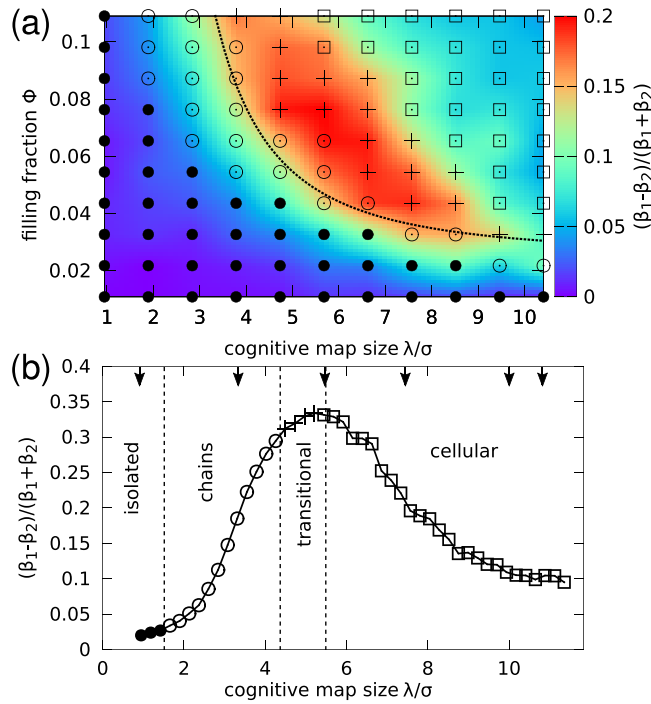 (a)
0.1
0.08
0.06
0.04
0.02
filling fraction Φ
1 2 3 4 5 6 7 8 9 10
cognitive map size λ/σ
0.2
0.15
0.1
0.05
0
(β₁-β₂)/(β₁+β₂)
(b)
0.4
0.35
0.3
0.25
0.2
0.15
0.1
0.05
0
(β₁-β₂)/(β₁+β₂)
isolated
chains
transitional
cellular
0 2 4 6 8 10
cognitive map size λ/σ